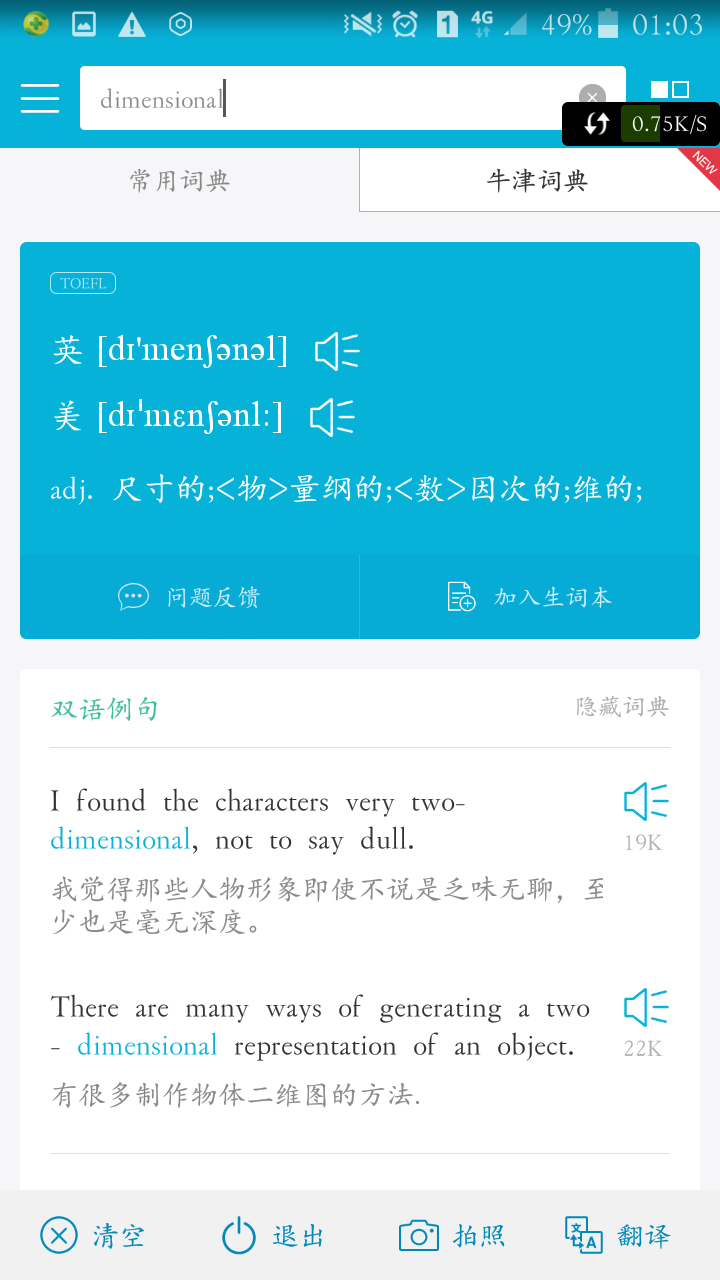 1 4G 49% 01:03
dimensional
0.75K/S
常用词典 牛津词典 NEW
TOEFL
英 [dɪ'menʃənəl]
美 [dɪˈmɛnʃənl:]
adj. 尺寸的;<物>量纲的;<数>因次的;维的;
问题反馈 加入生词本
双语例句 隐藏词典
I found the characters very two-
dimensional, not to say dull.
19K
我觉得那些人物形象即使不说是乏味无聊，至
少也是毫无深度。
There are many ways of generating a two
- dimensional representation of an object.
22K
有很多制作物体二维图的方法.
清空 退出 拍照 翻译